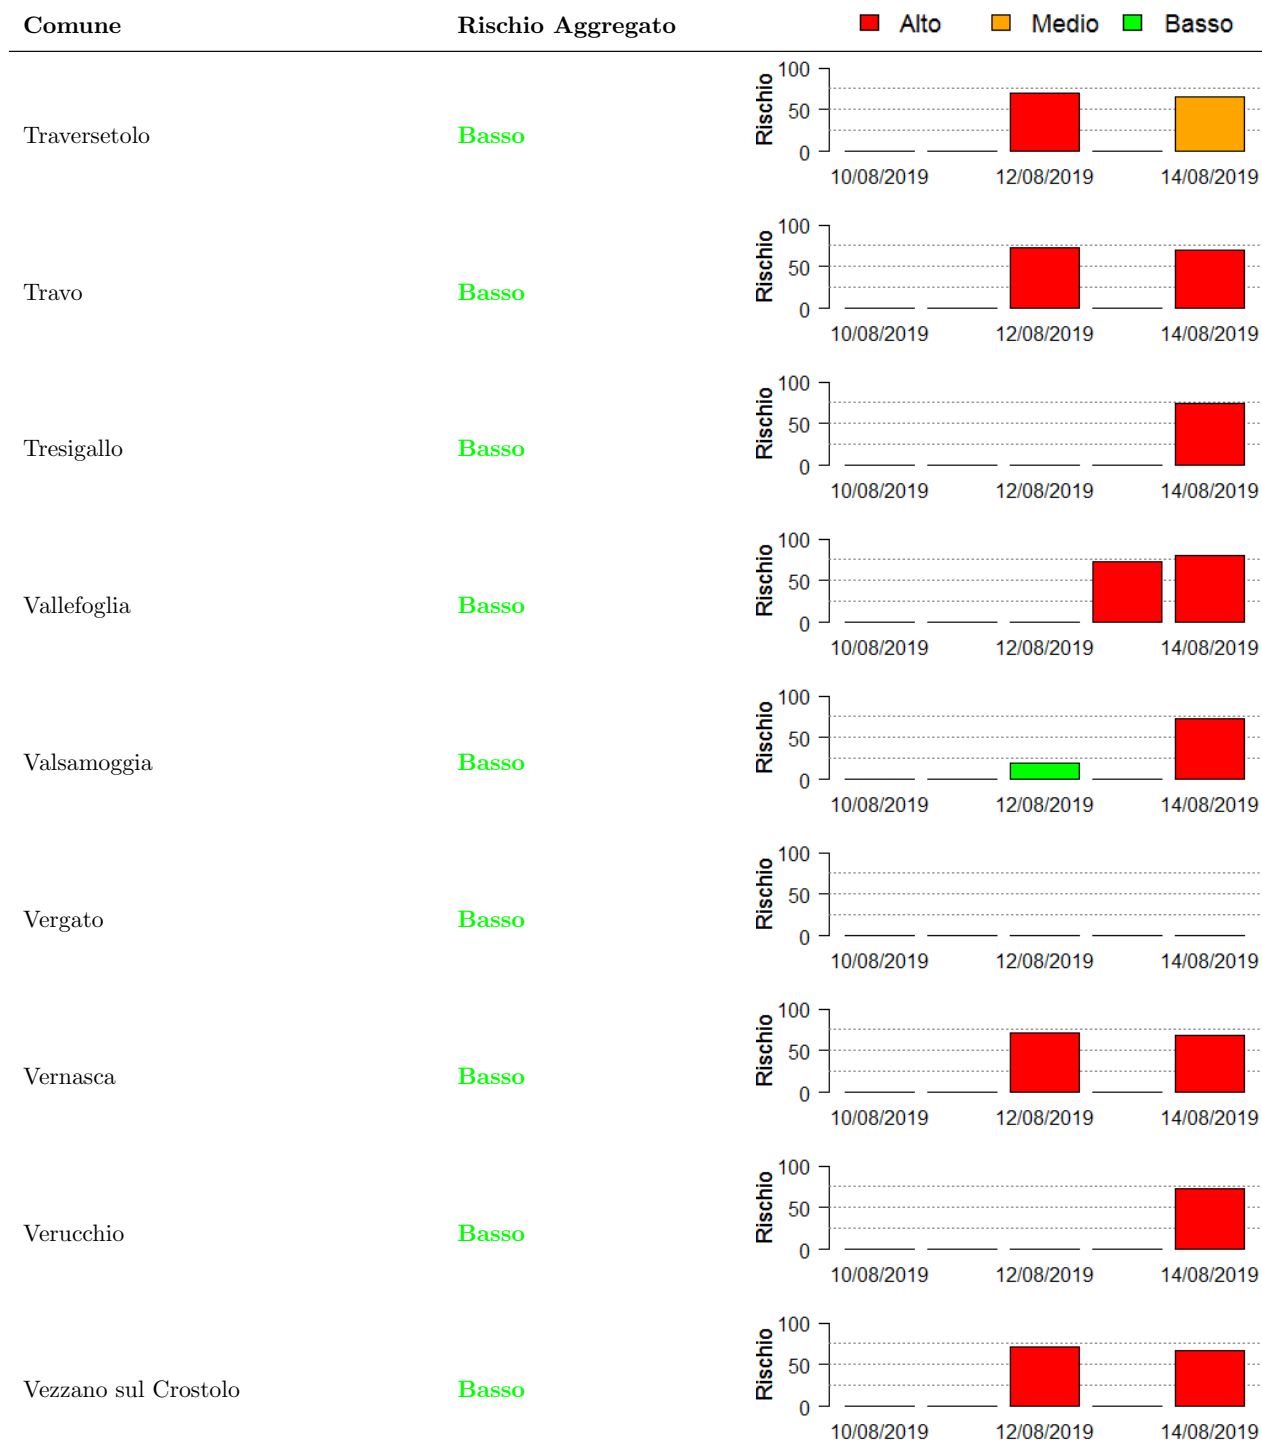 Comune Rischio Aggregato Alto Medio Basso
Traversetolo Basso Rischio 100 50 0
10/08/2019 12/08/2019 14/08/2019
Travo Basso Rischio 100 50 0
10/08/2019 12/08/2019 14/08/2019
Tresigallo Basso Rischio 100 50 0
10/08/2019 12/08/2019 14/08/2019
Vallefoglia Basso Rischio 100 50 0
10/08/2019 12/08/2019 14/08/2019
Valsamoggia Basso Rischio 100 50 0
10/08/2019 12/08/2019 14/08/2019
Vergato Basso Rischio 100 50 0
10/08/2019 12/08/2019 14/08/2019
Vernasca Basso Rischio 100 50 0
10/08/2019 12/08/2019 14/08/2019
Verucchio Basso Rischio 100 50 0
10/08/2019 12/08/2019 14/08/2019
Vezzano sul Crostolo Basso Rischio 100 50 0
10/08/2019 12/08/2019 14/08/2019